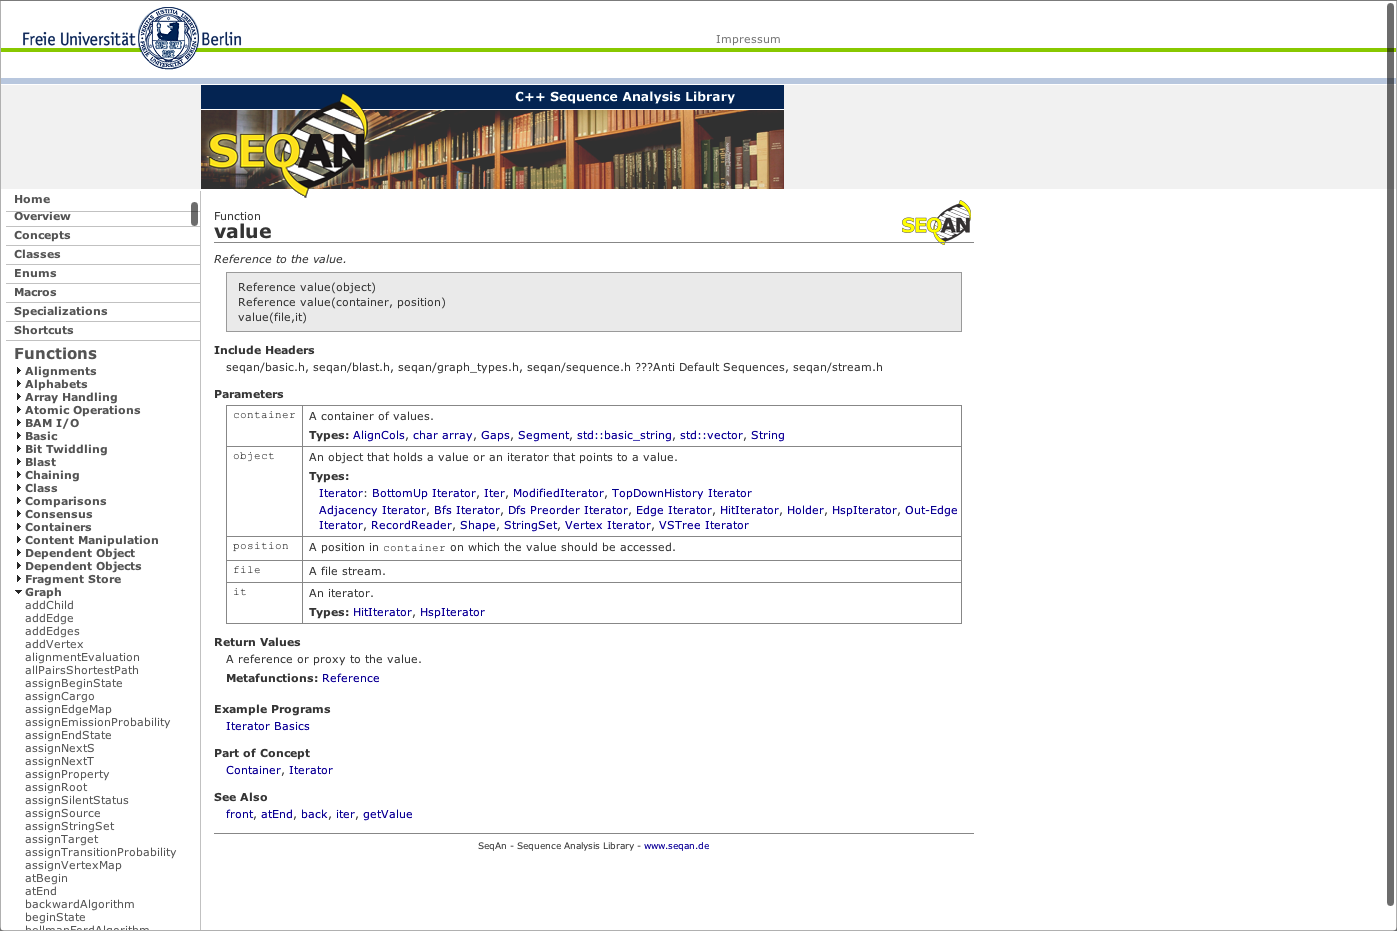 Freie Universität Berlin
Impressum
C++ Sequence Analysis Library
SEQAN
Home
Overview
Concepts
Classes
Enums
Macros
Specializations
Shortcuts
Functions
Alignments
Alphabets
Array Handling
Atomic Operations
BAM I/O
Basic
Bit Twiddling
Blast
Chaining
Class
Comparisons
Consensus
Containers
Content Manipulation
Dependent Object
Dependent Objects
Fragment Store
Graph
addChild
addEdge
addEdges
addVertex
alignmentEvaluation
allPairsShortestPath
assignBeginState
assignCargo
assignEdgeMap
assignEmissionProbability
assignEndState
assignNextS
assignNextT
assignProperty
assignRoot
assignSilentStatus
assignSource
assignStringSet
assignTarget
assignTransitionProbability
assignVertexMap
atBegin
atEnd
backwardAlgorithm
beginState
bellmanFordAlgorithm
Function
value
SEQAN
Reference to the value.
Reference value(object)
Reference value(container, position)
value(file,it)
Include Headers
seqan/basic.h, seqan/blast.h, seqan/graph_types.h, seqan/sequence.h ???Anti Default Sequences, seqan/stream.h
Parameters
container
A container of values.
Types: AlignCols, char array, Gaps, Segment, std::basic_string, std::vector, String
object
An object that holds a value or an iterator that points to a value.
Types:
Iterator: BottomUp Iterator, Iter, ModifiedIterator, TopDownHistory Iterator
Adjacency Iterator, Bfs Iterator, Dfs Preorder Iterator, Edge Iterator, HitIterator, Holder, HspIterator, Out-Edge
Iterator, RecordReader, Shape, StringSet, Vertex Iterator, VSTree Iterator
position
A position in container on which the value should be accessed.
file
A file stream.
it
An iterator.
Types: HitIterator, HspIterator
Return Values
A reference or proxy to the value.
Metafunctions: Reference
Example Programs
Iterator Basics
Part of Concept
Container, Iterator
See Also
front, atEnd, back, iter, getValue
SeqAn - Sequence Analysis Library - www.seqan.de